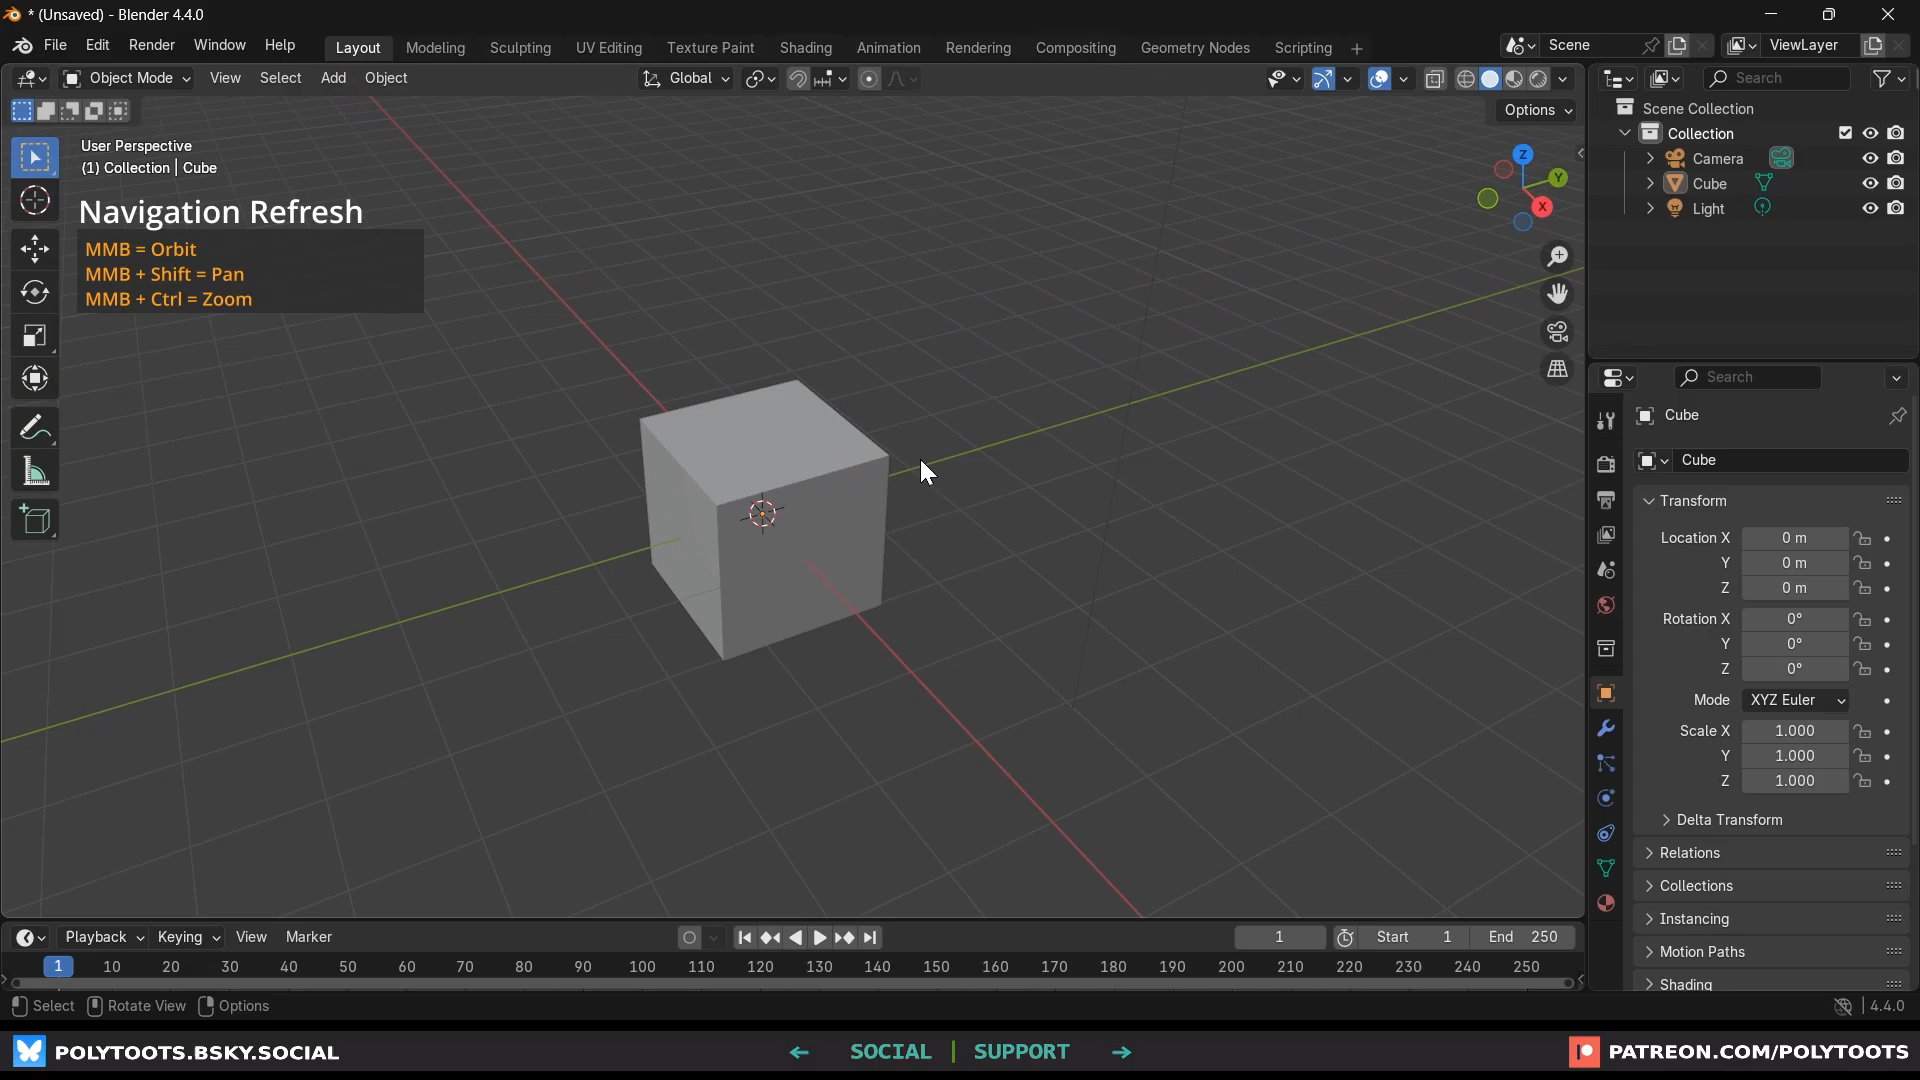 * (Unsaved) - Blender 4.4.0
File Edit Render Window Help Layout Modeling Sculpting UV Editing Texture Paint Shading Animation Rendering Compositing Geometry Nodes Scripting + Scene ViewLayer
Object Mode View Select Add Object Global Search
Options
User Perspective
(1) Collection | Cube
Navigation Refresh
MMB = Orbit
MMB + Shift = Pan
MMB + Ctrl = Zoom
Z
Y
X
Scene Collection
Collection
Camera
Cube
Light
Search
Cube
Cube
Transform
Location X 0 m
Y 0 m
Z 0 m
Rotation X 0°
Y 0°
Z 0°
Mode XYZ Euler
Scale X 1.000
Y 1.000
Z 1.000
Delta Transform
Relations
Collections
Instancing
Motion Paths
Shading
Playback Keying View Marker 1 Start 1 End 250
1 10 20 30 40 50 60 70 80 90 100 110 120 130 140 150 160 170 180 190 200 210 220 230 240 250
Select Rotate View Options 4.4.0
POLYTOOTS.BSKY.SOCIAL ← SOCIAL | SUPPORT → PATREON.COM/POLYTOOTS